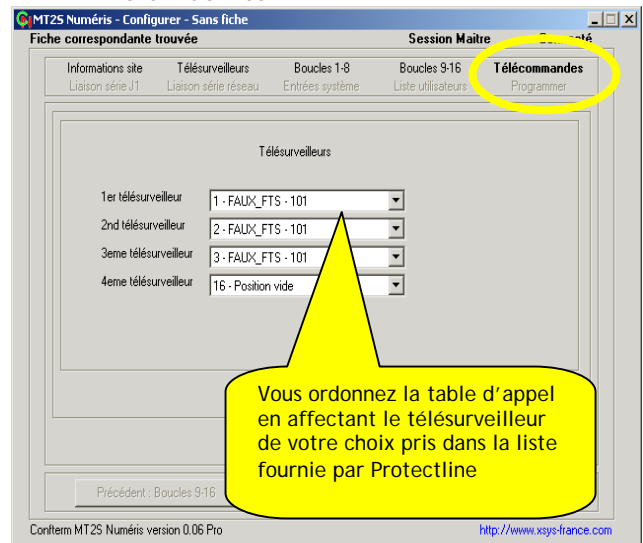 MT2S Numéris - Configurer - Sans fiche
Fiche correspondante trouvée Session Maitre
Informations site Télésurveilleurs Boucles 1-8 Boucles 9-16 Télécommandes
Liaison série J1 Liaison série réseau Entrées système Liste utilisateurs Programmer
Télésurveilleurs
1er télésurveilleur 1 - FAUX_FTS - 101
2nd télésurveilleur 2 - FAUX_FTS - 101
3eme télésurveilleur 3 - FAUX_FTS - 101
4eme télésurveilleur 16 - Position vide
Vous ordonnez la table d'appel
en affectant le télésurveilleur
de votre choix pris dans la liste
fournie par Protectline
Précédent : Boucles 9-16
Confterm MT2S Numéris version 0.06 Pro http://www.xsys-france.com